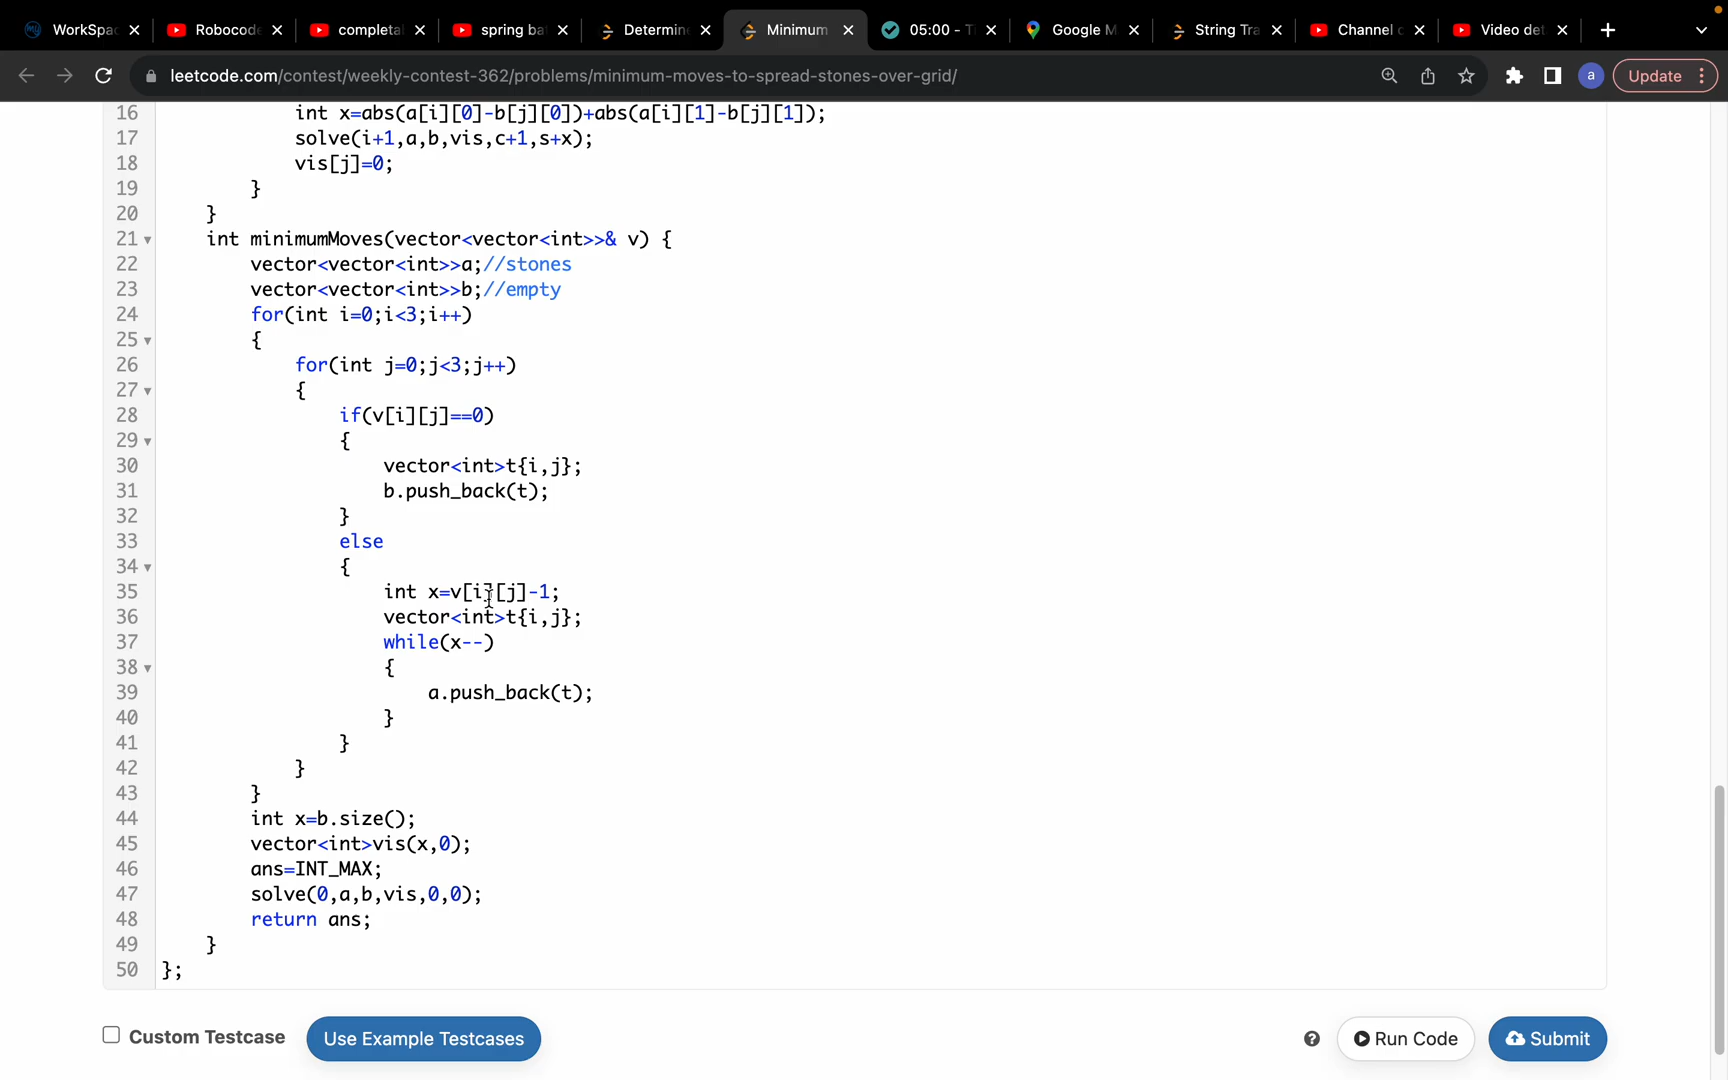 WorkSpac
Robocode
completab
spring bat
Determine
Minimum
05:00 - Ti
Google M
String Tra
Channel c
Video det
leetcode.com/contest/weekly-contest-362/problems/minimum-moves-to-spread-stones-over-grid/
a
Update
16 int x=abs(a[i][0]-b[j][0])+abs(a[i][1]-b[j][1]);
17 solve(i+1,a,b,vis,c+1,s+x);
18 vis[j]=0;
19 }
20 }
21 int minimumMoves(vector<vector<int>>& v) {
22 vector<vector<int>>a;//stones
23 vector<vector<int>>b;//empty
24 for(int i=0;i<3;i++)
25 {
26 for(int j=0;j<3;j++)
27 {
28 if(v[i][j]==0)
29 {
30 vector<int>t{i,j};
31 b.push_back(t);
32 }
33 else
34 {
35 int x=v[i][j]-1;
36 vector<int>t{i,j};
37 while(x--)
38 {
39 a.push_back(t);
40 }
41 }
42 }
43 }
44 int x=b.size();
45 vector<int>vis(x,0);
46 ans=INT_MAX;
47 solve(0,a,b,vis,0,0);
48 return ans;
49 }
50 };
Custom Testcase
Use Example Testcases
Run Code
Submit